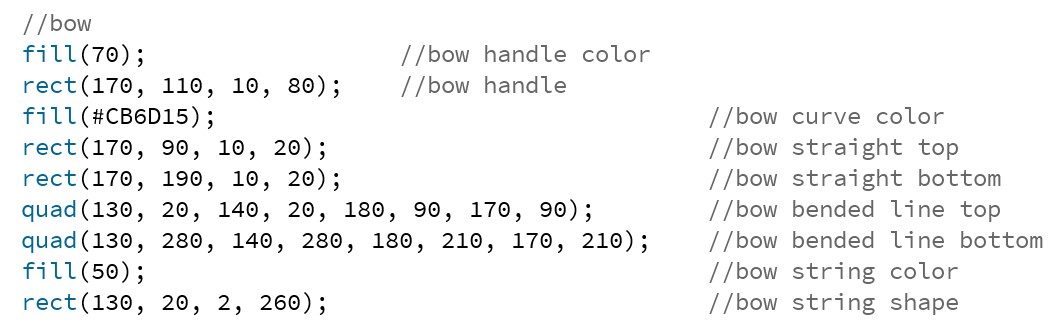 //bow
fill(70);                  //bow handle color
rect(170, 110, 10, 80);    //bow handle
fill(#CB6D15);                                   //bow curve color
rect(170, 90, 10, 20);                           //bow straight top
rect(170, 190, 10, 20);                          //bow straight bottom
quad(130, 20, 140, 20, 180, 90, 170, 90);        //bow bended line top
quad(130, 280, 140, 280, 180, 210, 170, 210);    //bow bended line bottom
fill(50);                                        //bow string color
rect(130, 20, 2, 260);                           //bow string shape